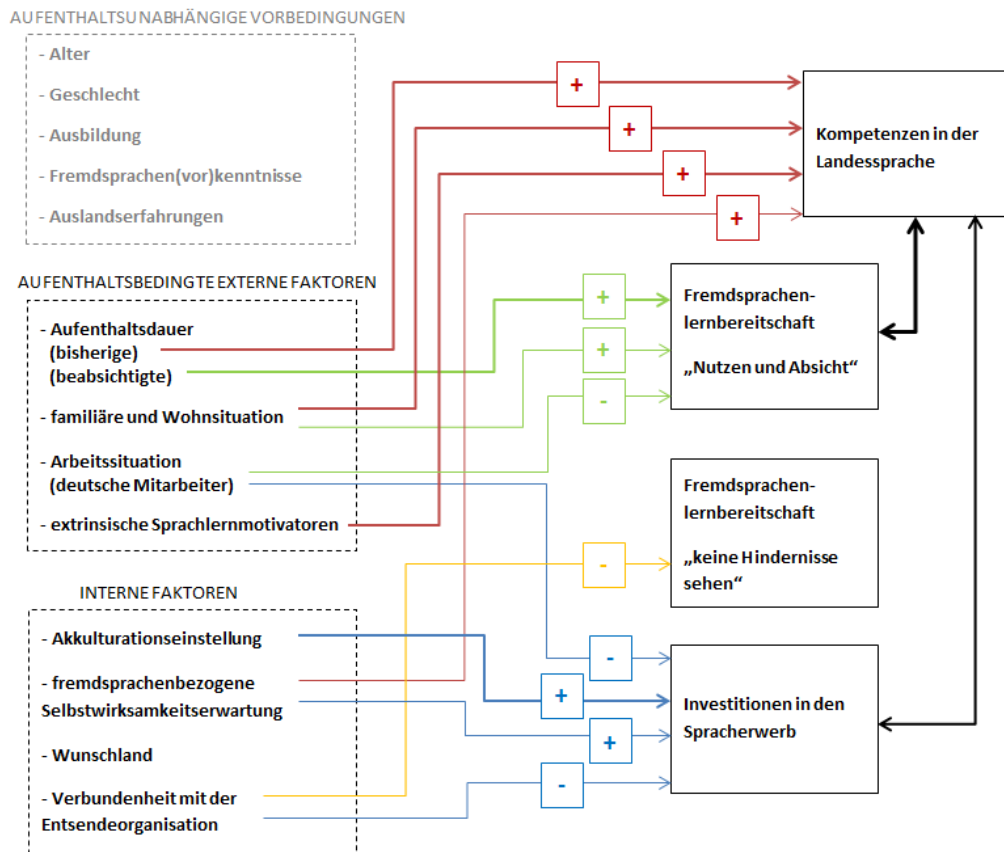 AUFENTHALTSUNABHÄNGIGE VORBEDINGUNGEN
- Alter
- Geschlecht
- Ausbildung
- Fremdsprachen(vor)kenntnisse
- Auslandserfahrungen
+
+
+
+
Kompetenzen in der
Landessprache
AUFENTHALTSBEDINGTE EXTERNE FAKTOREN
- Aufenthaltsdauer
(bisherige)
(beabsichtigte)
- familiäre und Wohnsituation
- Arbeitssituation
(deutsche Mitarbeiter)
- extrinsische Sprachlernmotivatoren
+
+
-
Fremdsprachen-
lernbereitschaft
„Nutzen und Absicht“
-
Fremdsprachen-
lernbereitschaft
„keine Hindernisse
sehen“
INTERNE FAKTOREN
- Akkulturationseinstellung
- fremdsprachenbezogene
Selbstwirksamkeitserwartung
- Wunschland
- Verbundenheit mit der
Entsendeorganisation
-
+
+
-
Investitionen in den
Spracherwerb